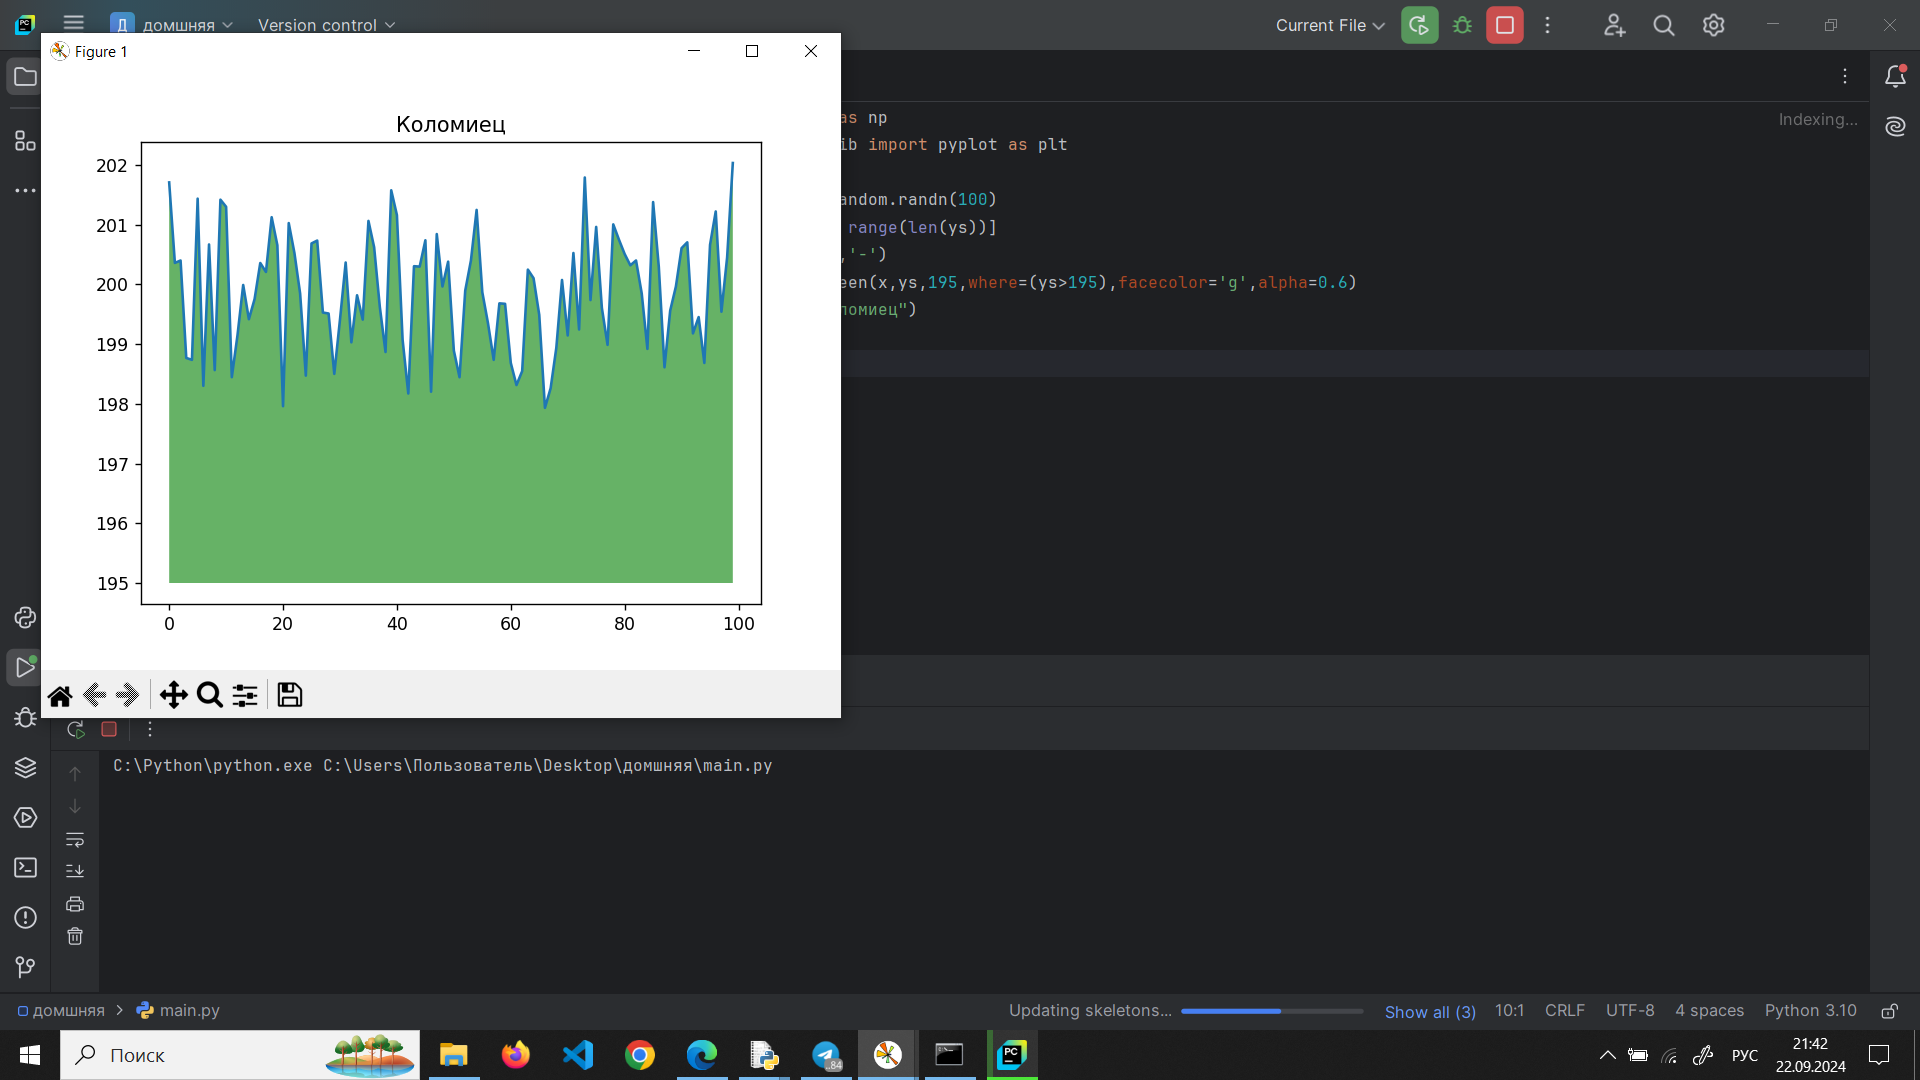 домшняя
Version control
Current File
Figure 1
Коломиец
202
201
200
199
198
197
196
195
0 20 40 60 80 100
as np
ib import pyplot as plt
andom.randn(100)
range(len(ys))]
,'-')
een(x,ys,195,where=(ys>195),facecolor='g',alpha=0.6)
ломиец")
Indexing...
C:\Python\python.exe C:\Users\Пользователь\Desktop\домшняя\main.py
домшняя > main.py
Updating skeletons... Show all (3) 10:1 CRLF UTF-8 4 spaces Python 3.10
Поиск
..84
РУС
21:42
22.09.2024